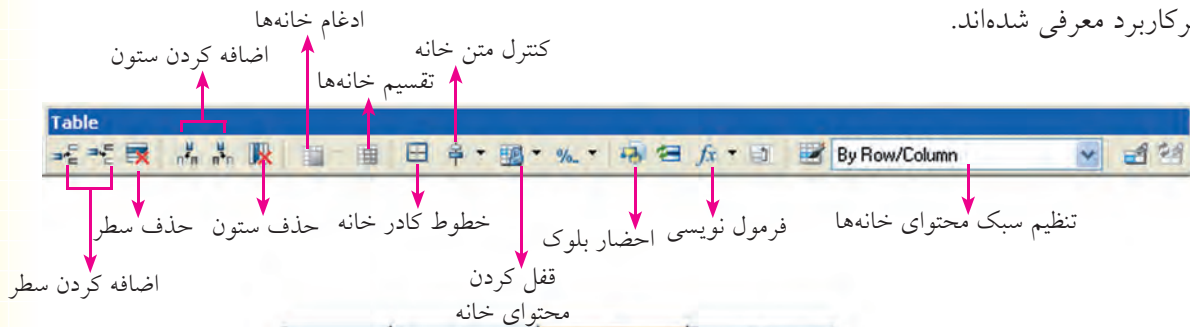 رکاربرد معرفی شده‌اند.
ادغام خانه‌ها
کنترل متن خانه
اضافه کردن ستون
تقسیم خانه‌ها
Table
By Row/Column
تنظیم سبک محتوای خانه‌ها
فرمول نویسی
احضار بلوک
خطوط کادر خانه
حذف ستون
حذف سطر
قفل کردن
محتوای خانه
اضافه کردن سطر